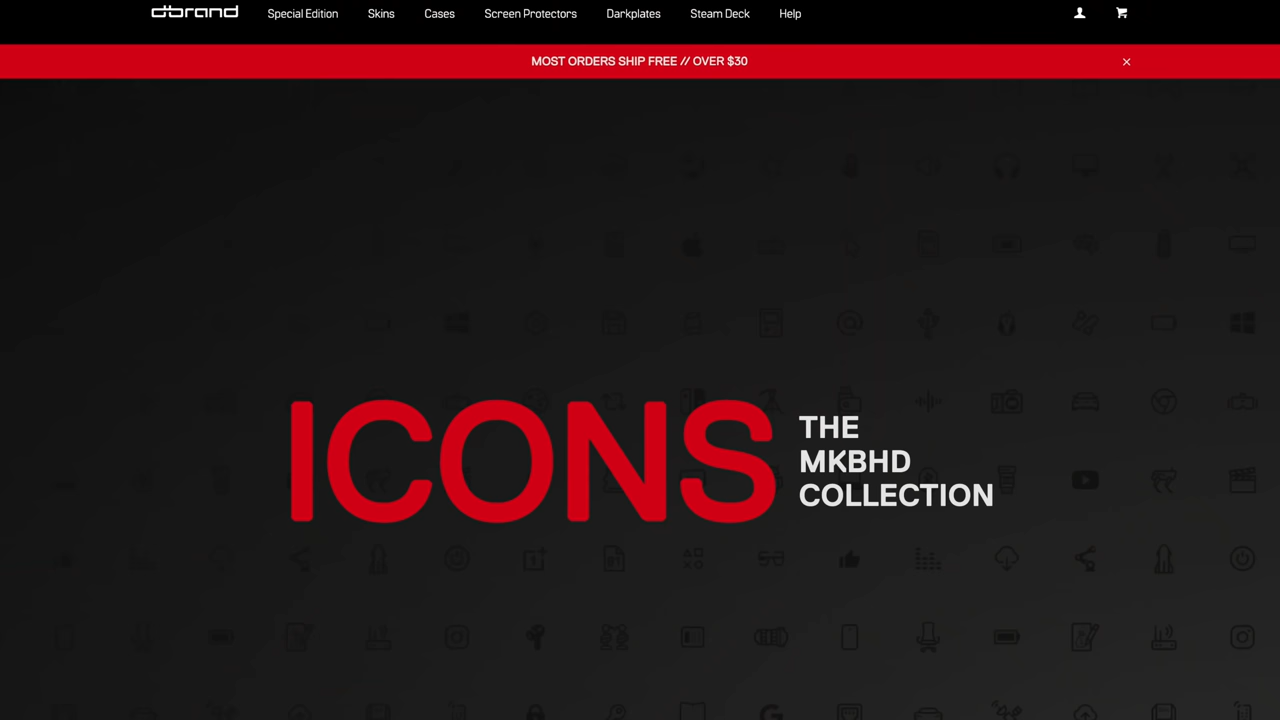 dbrand
Special Edition
Skins
Cases
Screen Protectors
Darkplates
Steam Deck
Help
MOST ORDERS SHIP FREE // OVER $30
ICONS
THE
MKBHD
COLLECTION